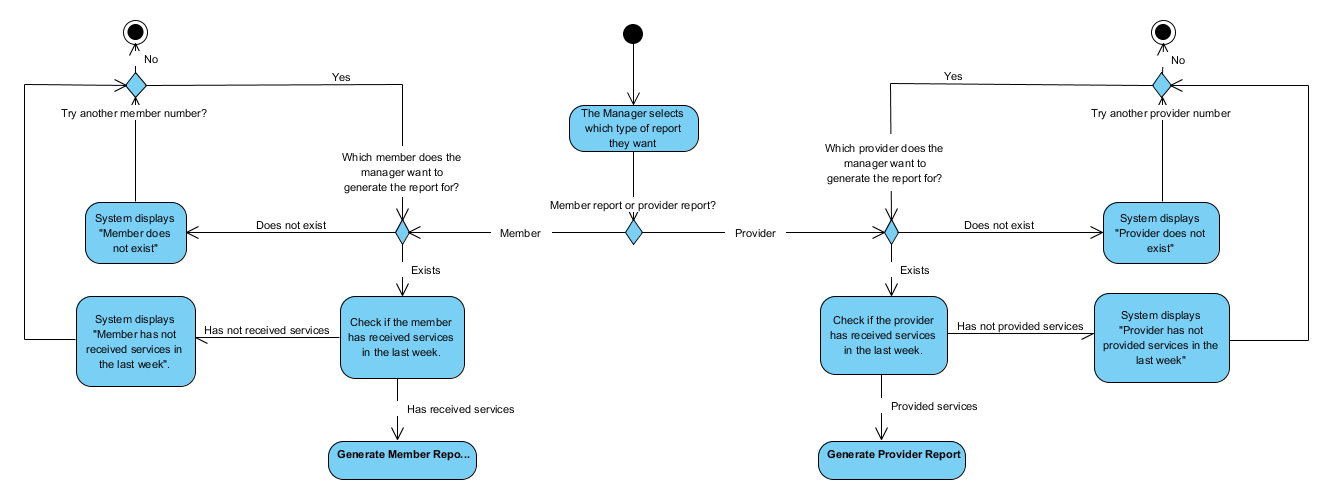 No
Yes
Try another member number?
Which member does the
manager want to
generate the report for?
System displays
"Member does
not exist"
Does not exist
Member
Exists
System displays
"Member has not
received services in
the last week".
Has not received services
Check if the member
has received services
in the last week.
Has received services
Generate Member Repo...
The Manager selects
which type of report
they want
Member report or provider report?
Provider
No
Yes
Try another provider number
Which provider does the
manager want to
generate the report for?
Does not exist
System displays
"Provider does not
exist"
Exists
Check if the provider
has received services
in the last week.
Has not provided services
System displays
"Provider has not
provided services in the
last week"
Provided services
Generate Provider Report